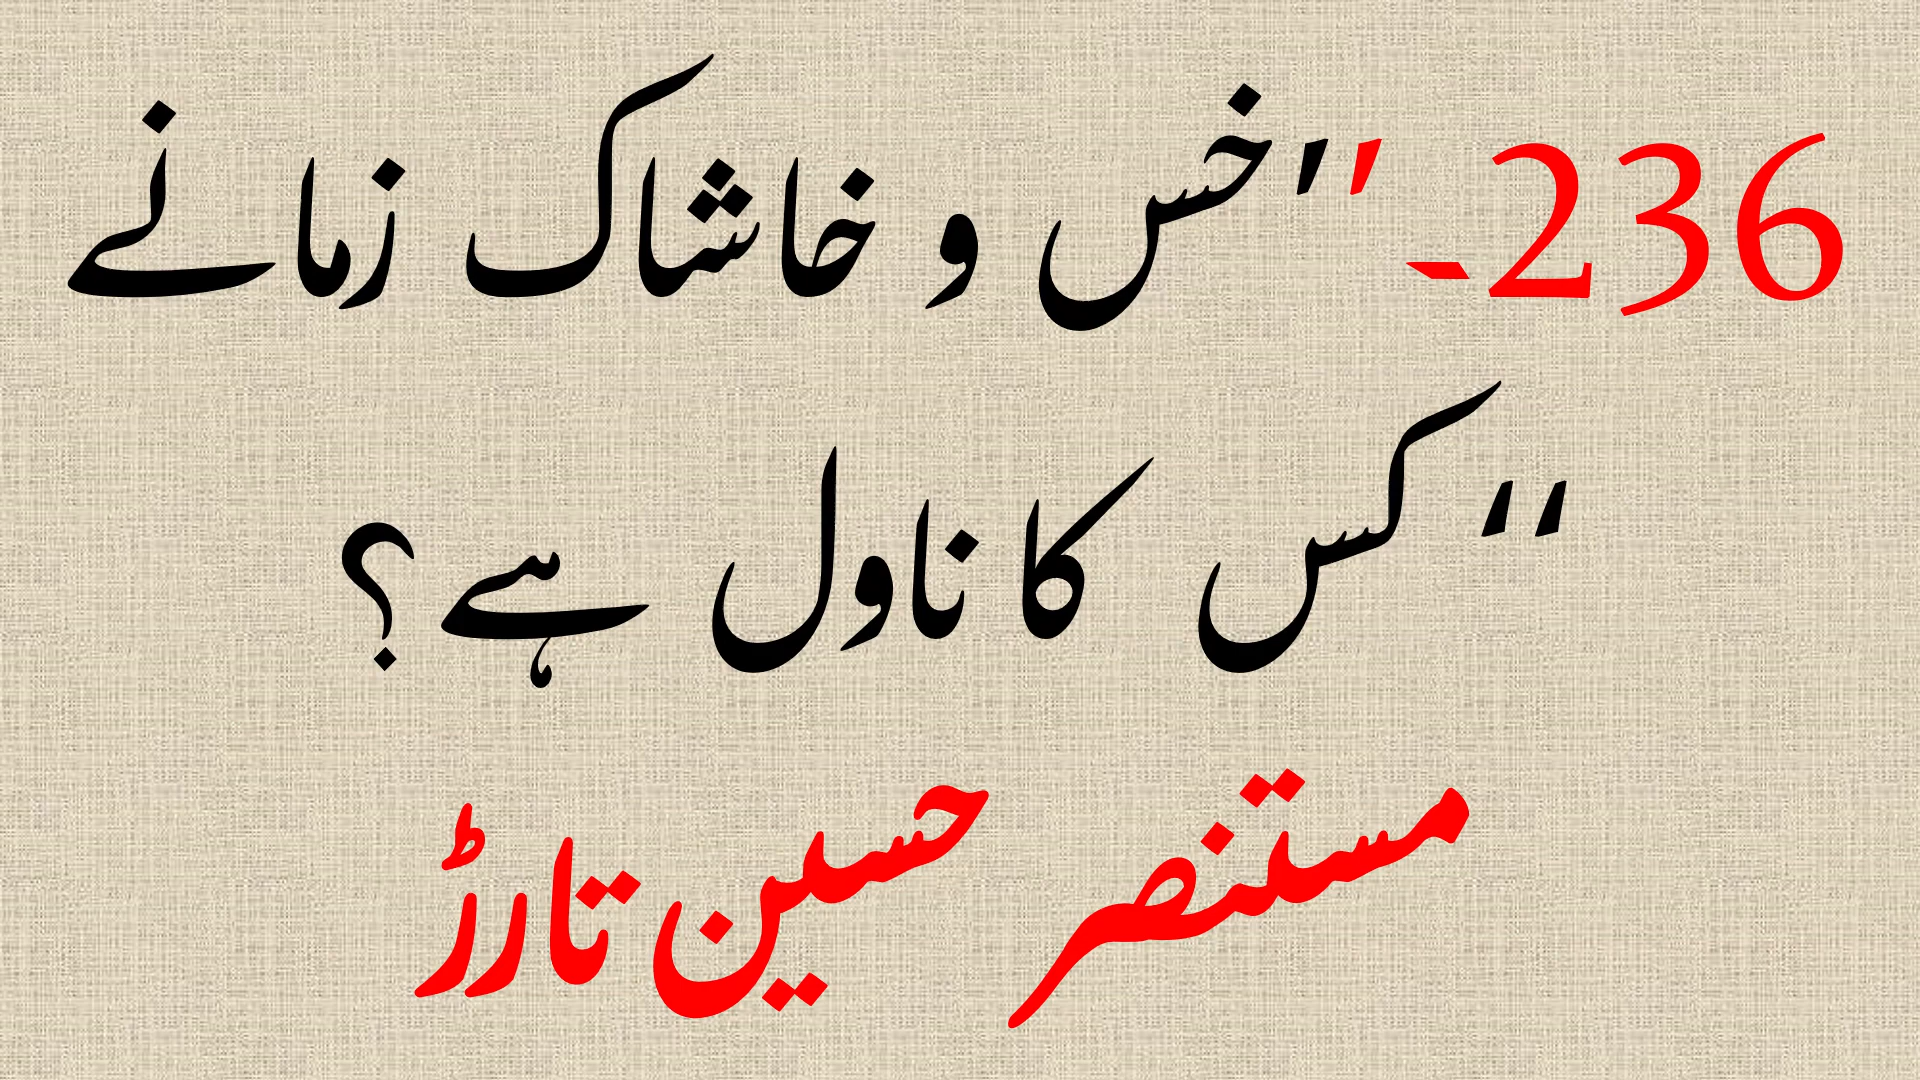 236۔"خس و خاشاک زمانے
" کس کا ناول ہے؟
مستنصر حسین تارڑ